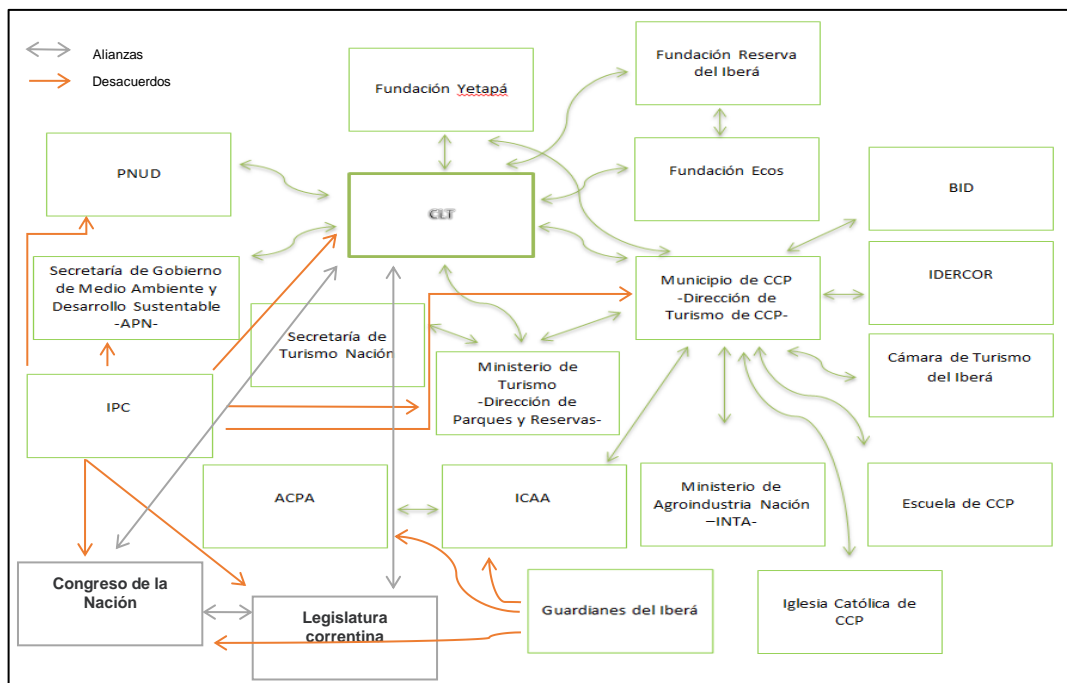 Alianzas
Desacuerdos
Fundación Yetapá
Fundación Reserva
del Iberá
PNUD
CLT
Fundación Ecos
BID
Secretaría de Gobierno
de Medio Ambiente y
Desarrollo Sustentable
-APN-
Municipio de CCP
-Dirección de
Turismo de CCP-
IDERCOR
Secretaría de
Turismo Nación
Ministerio de
Turismo
-Dirección de
Parques y Reservas-
Cámara de Turismo
del Iberá
IPC
ACPA
ICAA
Ministerio de
Agroindustria Nación
–INTA-
Escuela de CCP
Congreso de la
Nación
Legislatura
correntina
Guardianes del Iberá
Iglesia Católica de
CCP